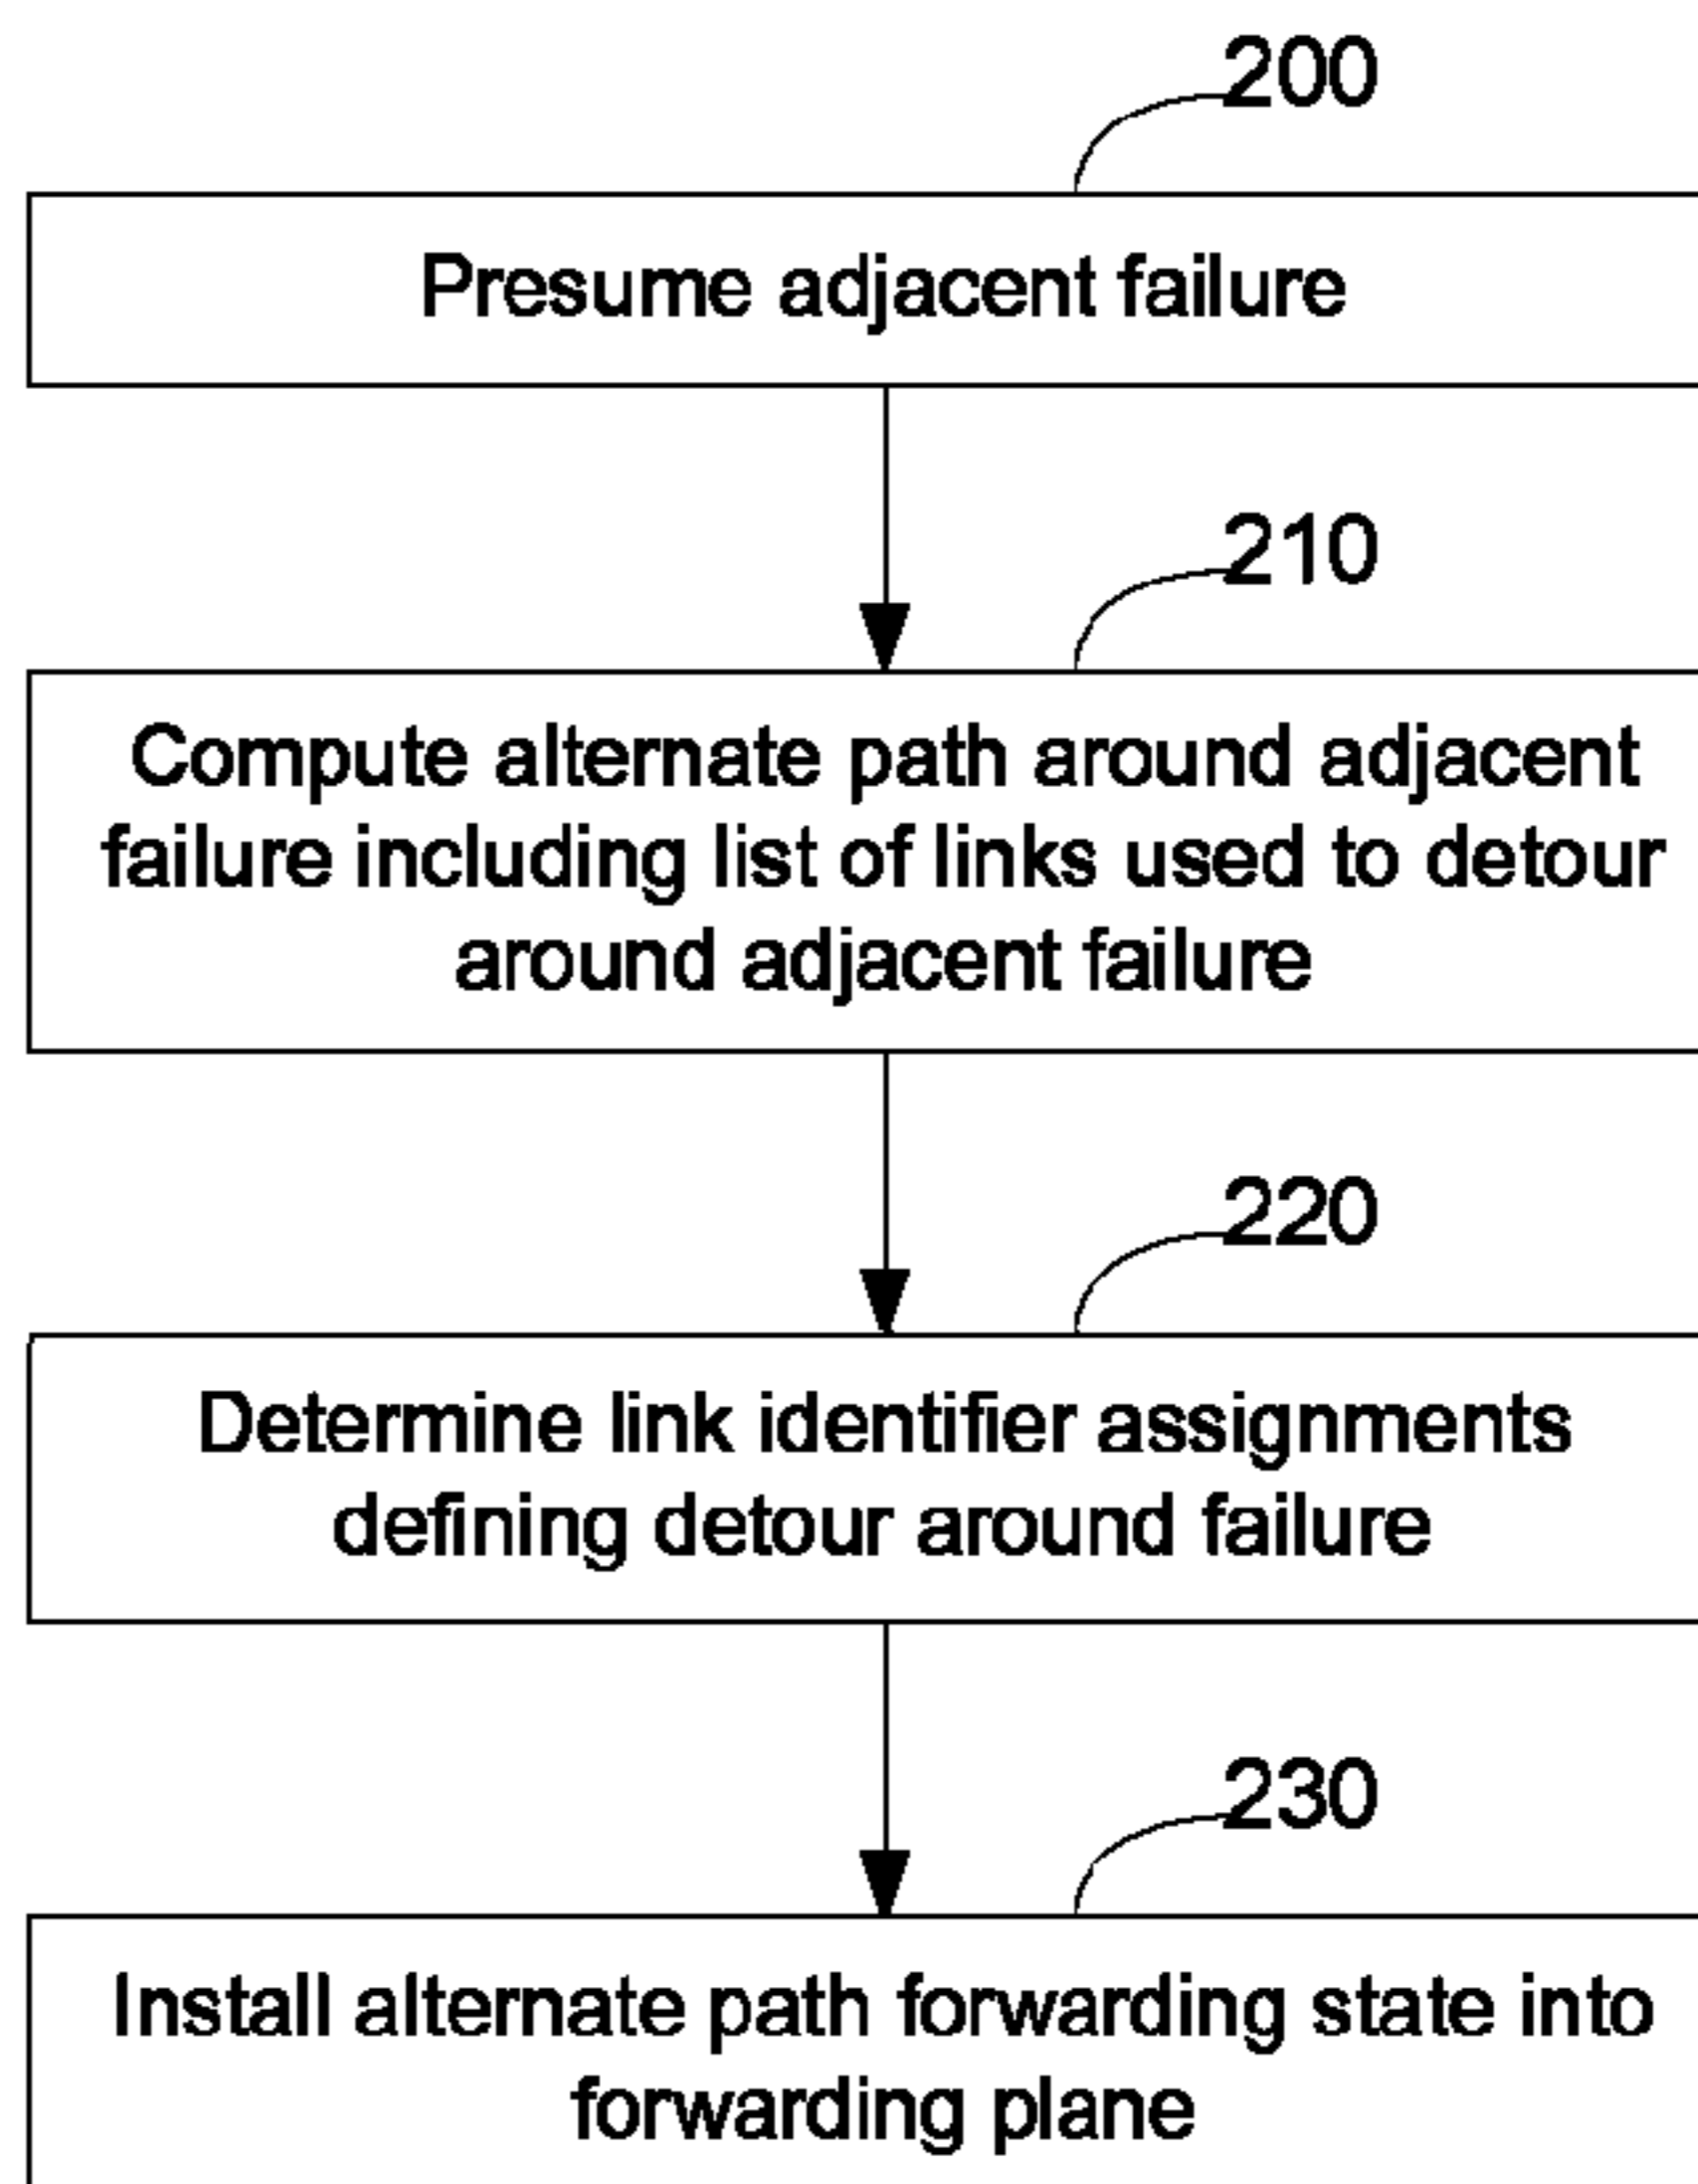 200
Presume adjacent failure
210
Compute alternate path around adjacent
failure including list of links used to detour
around adjacent failure
220
Determine link identifier assignments
defining detour around failure
230
Install alternate path forwarding state into
forwarding plane